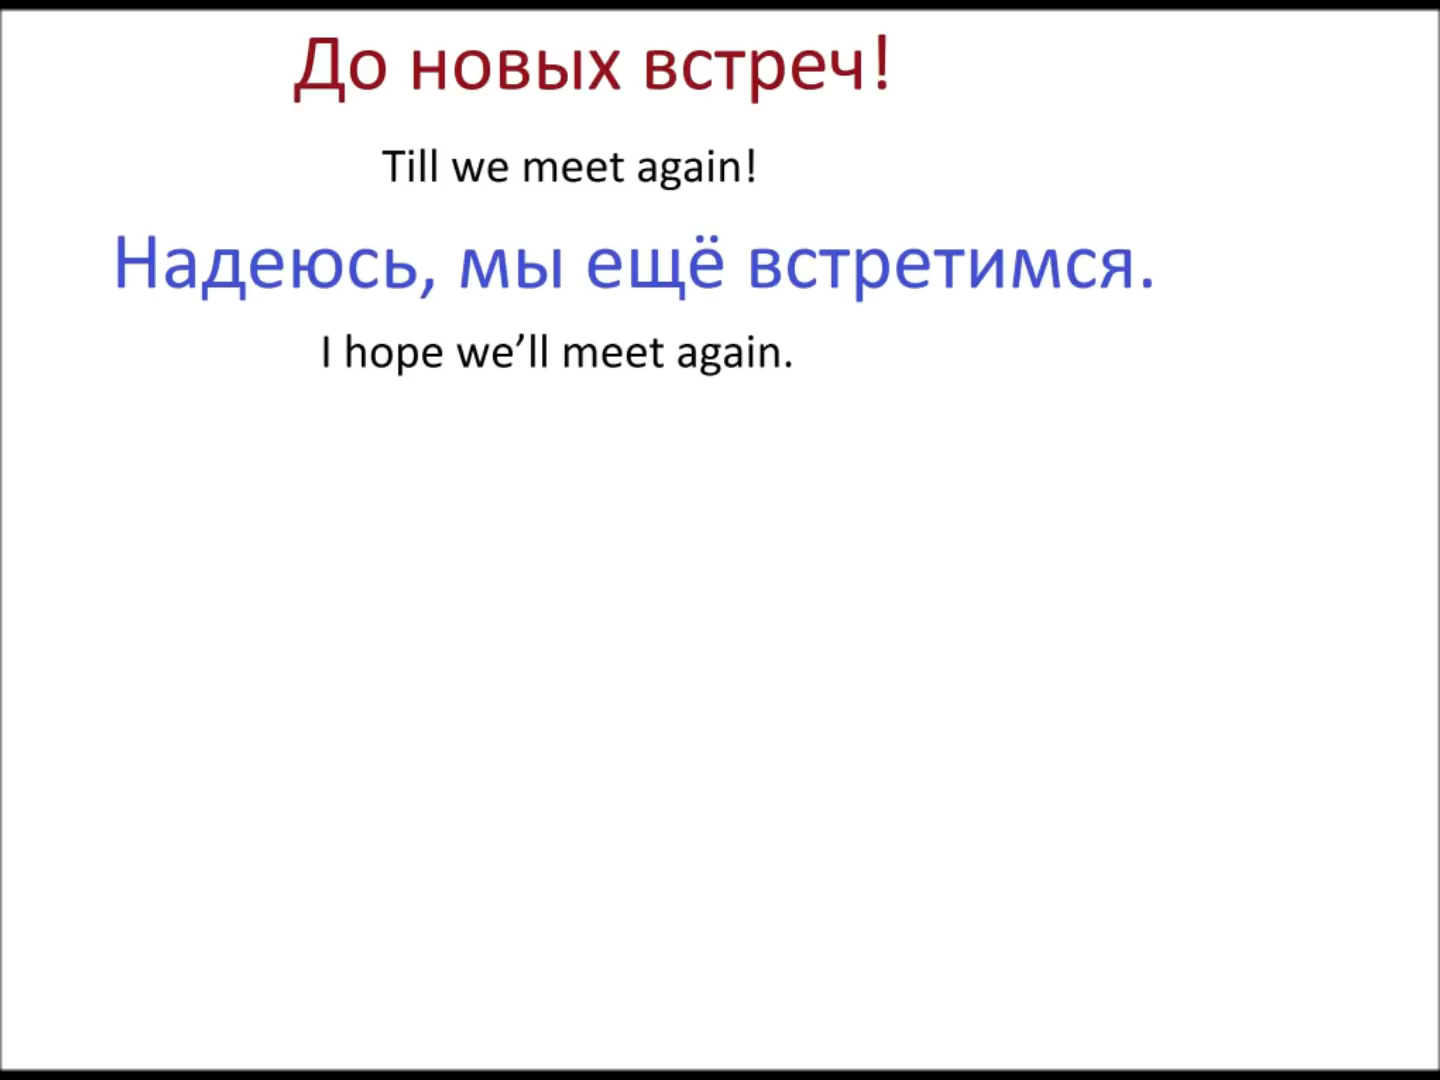 До новых встреч!
Till we meet again!
Надеюсь, мы ещё встретимся.
I hope we’ll meet again.